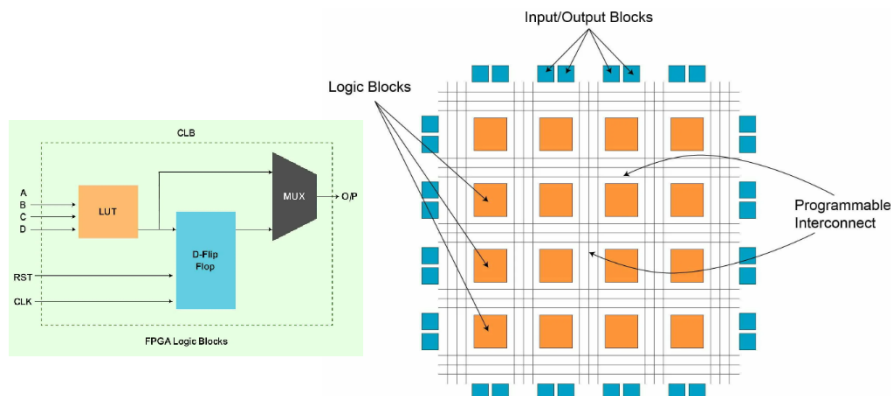 CLB
A
B
C
D
LUT
MUX
O/P
D-Flip
Flop
RST
CLK
FPGA Logic Blocks
Input/Output Blocks
Logic Blocks
Programmable
Interconnect